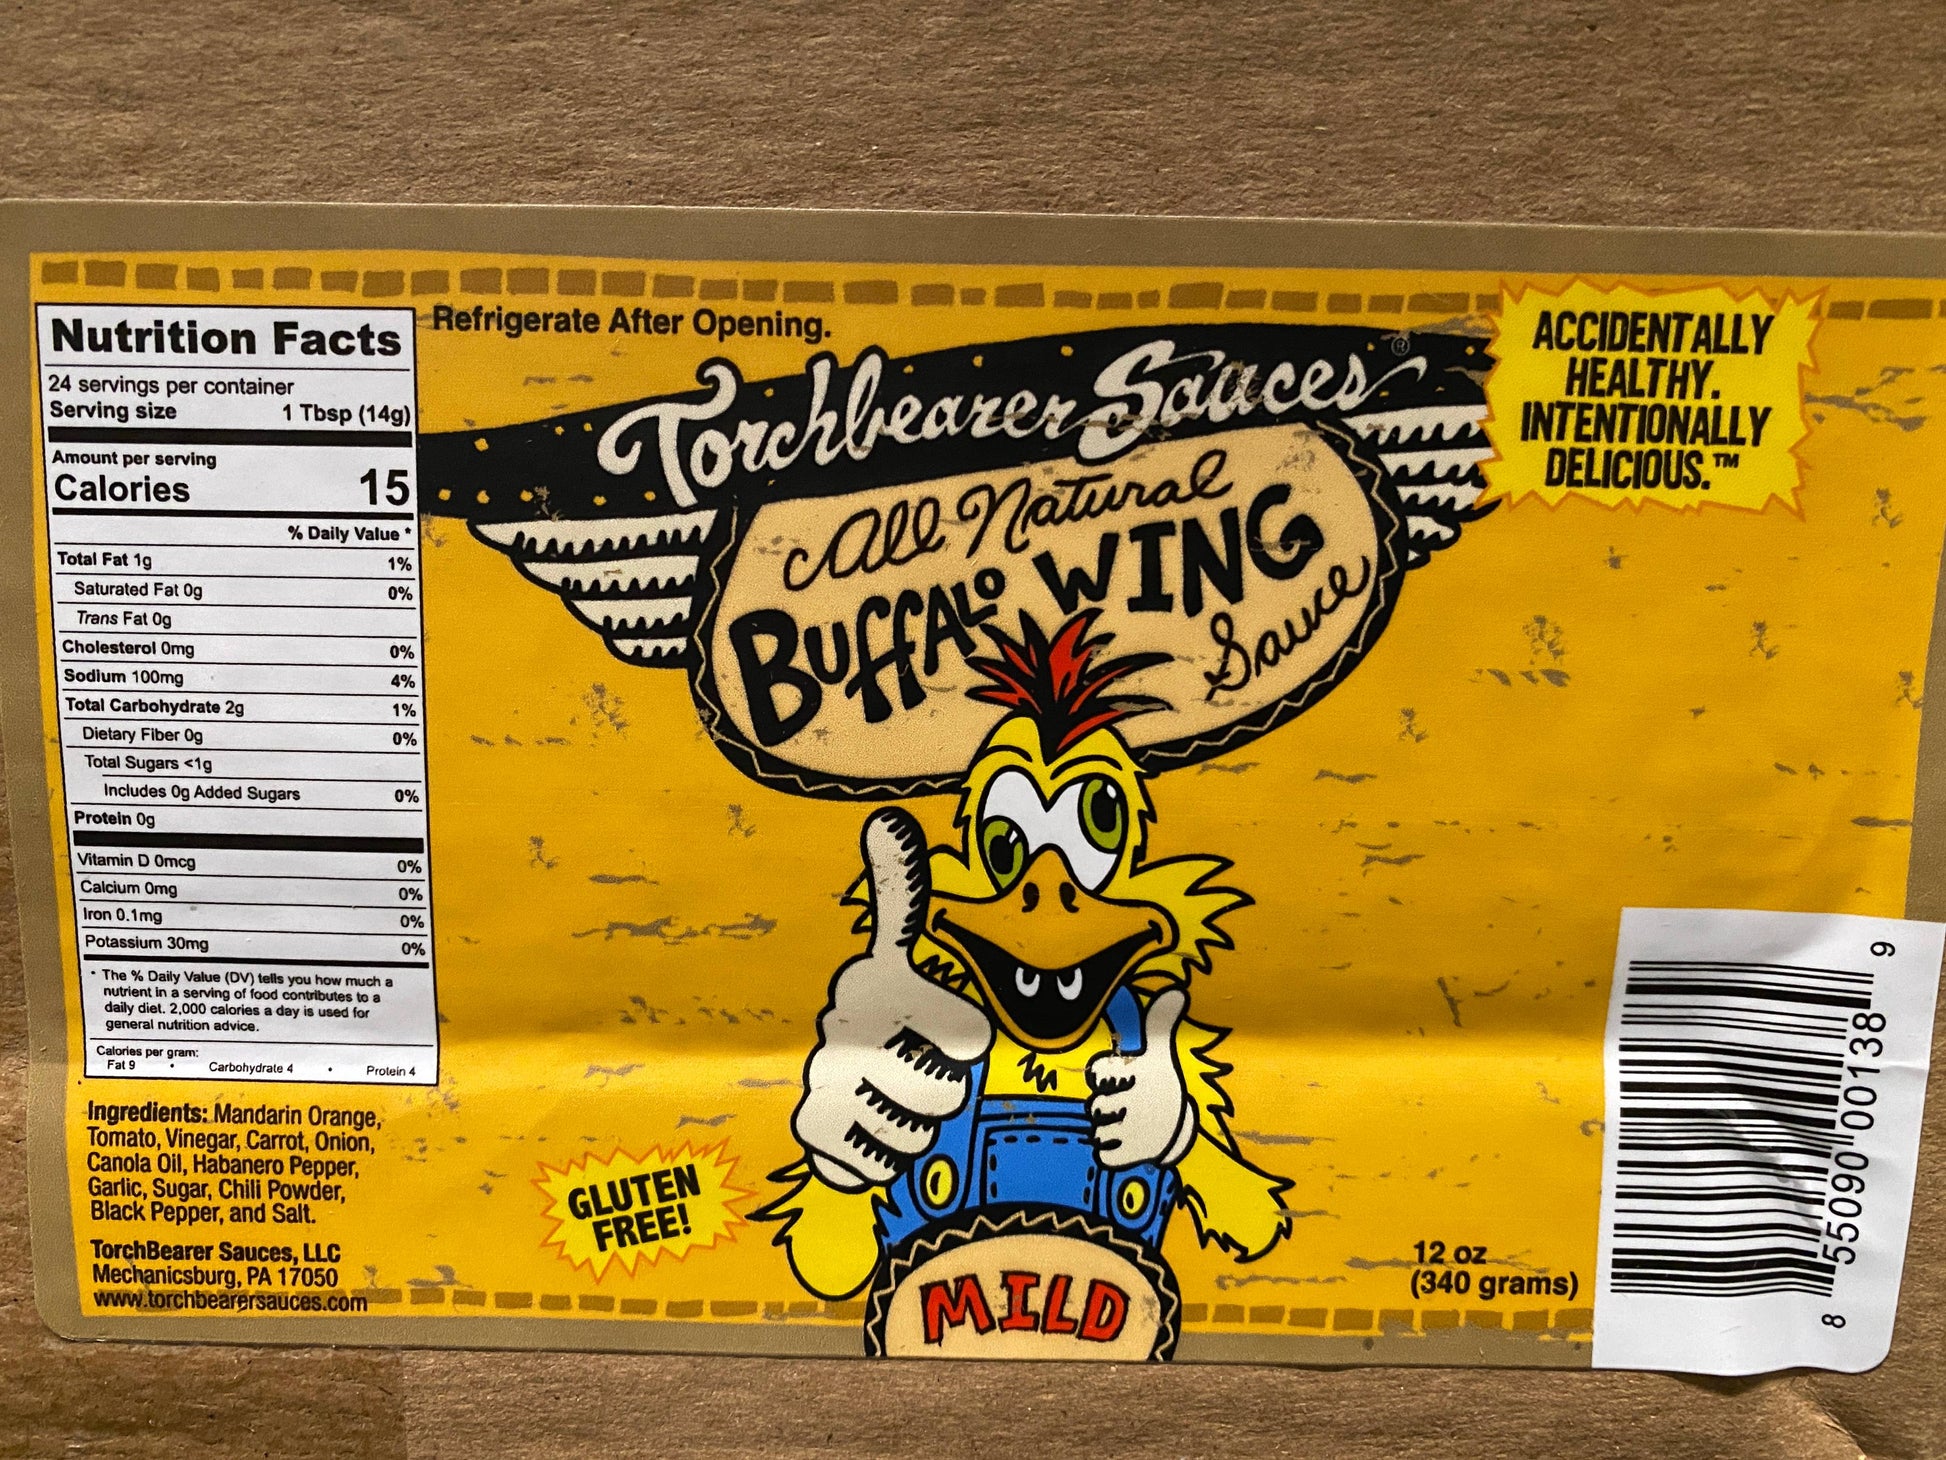 Nutrition Facts
24 servings per container
Serving size 1 Tbsp (14g)
Amount per serving
Calories 15
% Daily Value *
Total Fat 1g 1%
Saturated Fat 0g 0%
Trans Fat 0g
Cholesterol 0mg 0%
Sodium 100mg 4%
Total Carbohydrate 2g 1%
Dietary Fiber 0g 0%
Total Sugars <1g
Includes 0g Added Sugars 0%
Protein 0g
Vitamin D 0mcg 0%
Calcium 0mg 0%
Iron 0.1mg 0%
Potassium 30mg 0%
* The % Daily Value (DV) tells you how much a
nutrient in a serving of food contributes to a
daily diet. 2,000 calories a day is used for
general nutrition advice.
Calories per gram:
Fat 9 • Carbohydrate 4 • Protein 4
Ingredients: Mandarin Orange,
Tomato, Vinegar, Carrot, Onion,
Canola Oil, Habanero Pepper,
Garlic, Sugar, Chili Powder,
Black Pepper, and Salt.
TorchBearer Sauces, LLC
Mechanicsburg, PA 17050
www.torchbearersauces.com
Refrigerate After Opening.
Torchbearer Sauces ®
All Natural
BUFFALO WING
Sauce
GLUTEN
FREE!
MILD
ACCIDENTALLY
HEALTHY.
INTENTIONALLY
DELICIOUS.™
12 oz
(340 grams)
8 55090 00138 9